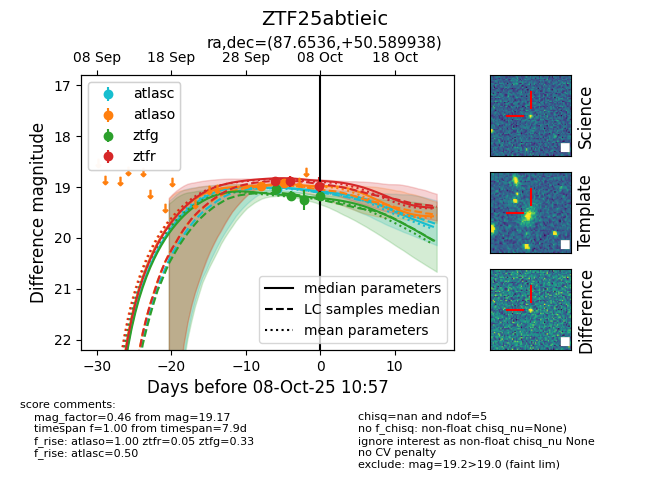 ZTF25abtieic
ra,dec=(87.6536,+50.589938)
08 Sep 18 Sep 28 Sep 08 Oct 18 Oct
17
18
19
20
21
22
Difference magnitude
atlasc
atlaso
ztfg
ztfr
median parameters
LC samples median
mean parameters
−30 −20 −10 0 10
Days before 08-Oct-25 10:57
Science
Template
Difference
score comments:
mag_factor=0.46 from mag=19.17
timespan f=1.00 from timespan=7.9d
f_rise: atlaso=1.00 ztfr=0.05 ztfg=0.33
f_rise: atlasc=0.50
chisq=nan and ndof=5
no f_chisq: non-float chisq_nu=None)
ignore interest as non-float chisq_nu None
no CV penalty
exclude: mag=19.2>19.0 (faint lim)